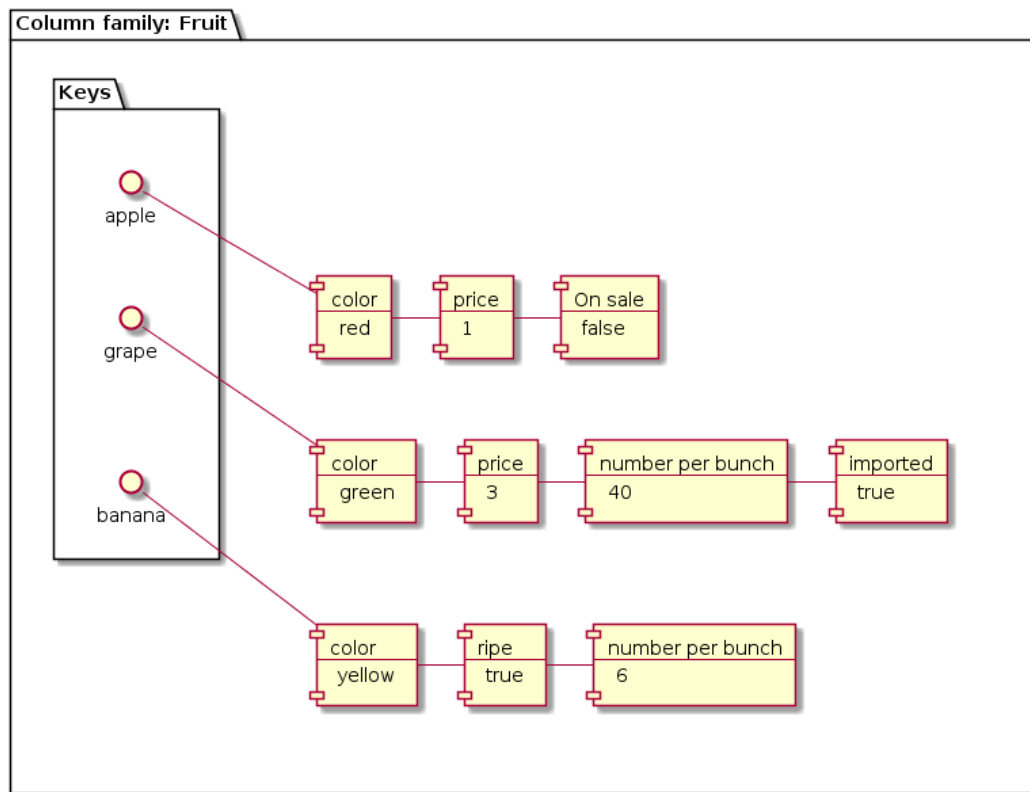 Column family: Fruit
Keys
apple
color
red
price
1
On sale
false
grape
color
green
price
3
number per bunch
40
imported
true
banana
color
yellow
ripe
true
number per bunch
6